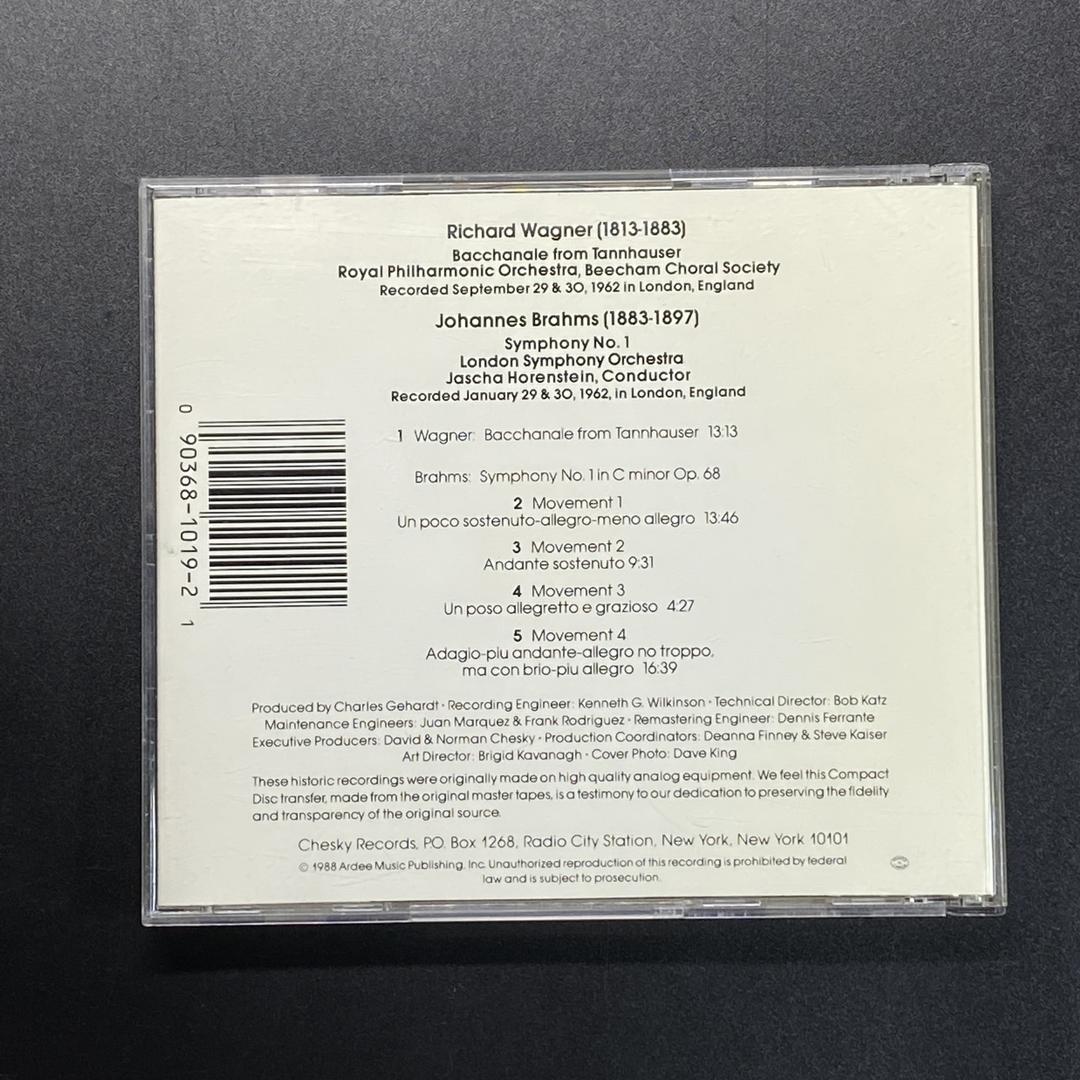 Richard Wagner (1813-1883)
Bacchanale from Tannhauser
Royal Philharmonic Orchestra, Beecham Choral Society
Recorded September 29 & 30, 1962 in London, England
Johannes Brahms (1883-1897)
Symphony No. 1
London Symphony Orchestra
Jascha Horenstein, Conductor
Recorded January 29 & 30, 1962, in London, England
0 90368-1019-2 1
1 Wagner: Bacchanale from Tannhauser 13:13
Brahms: Symphony No. 1 in C minor Op. 68
2 Movement 1
Un poco sostenuto-allegro-meno allegro 13:46
3 Movement 2
Andante sostenuto 9:31
4 Movement 3
Un poso allegretto e grazioso 4:27
5 Movement 4
Adagio-piu andante-allegro no troppo,
ma con brio-piu allegro 16:39
Produced by Charles Gehardt • Recording Engineer: Kenneth G. Wilkinson • Technical Director: Bob Katz
Maintenance Engineers: Juan Marquez & Frank Rodriguez • Remastering Engineer: Dennis Ferrante
Executive Producers: David & Norman Chesky • Production Coordinators: Deanna Finney & Steve Kaiser
Art Director: Brigid Kavanagh • Cover Photo: Dave King
These historic recordings were originally made on high quality analog equipment. We feel this Compact
Disc transfer, made from the original master tapes, is a testimony to our dedication to preserving the fidelity
and transparency of the original source.
Chesky Records, P.O. Box 1268, Radio City Station, New York, New York 10101
© 1988 Ardee Music Publishing, Inc. Unauthorized reproduction of this recording is prohibited by federal
law and is subject to prosecution.